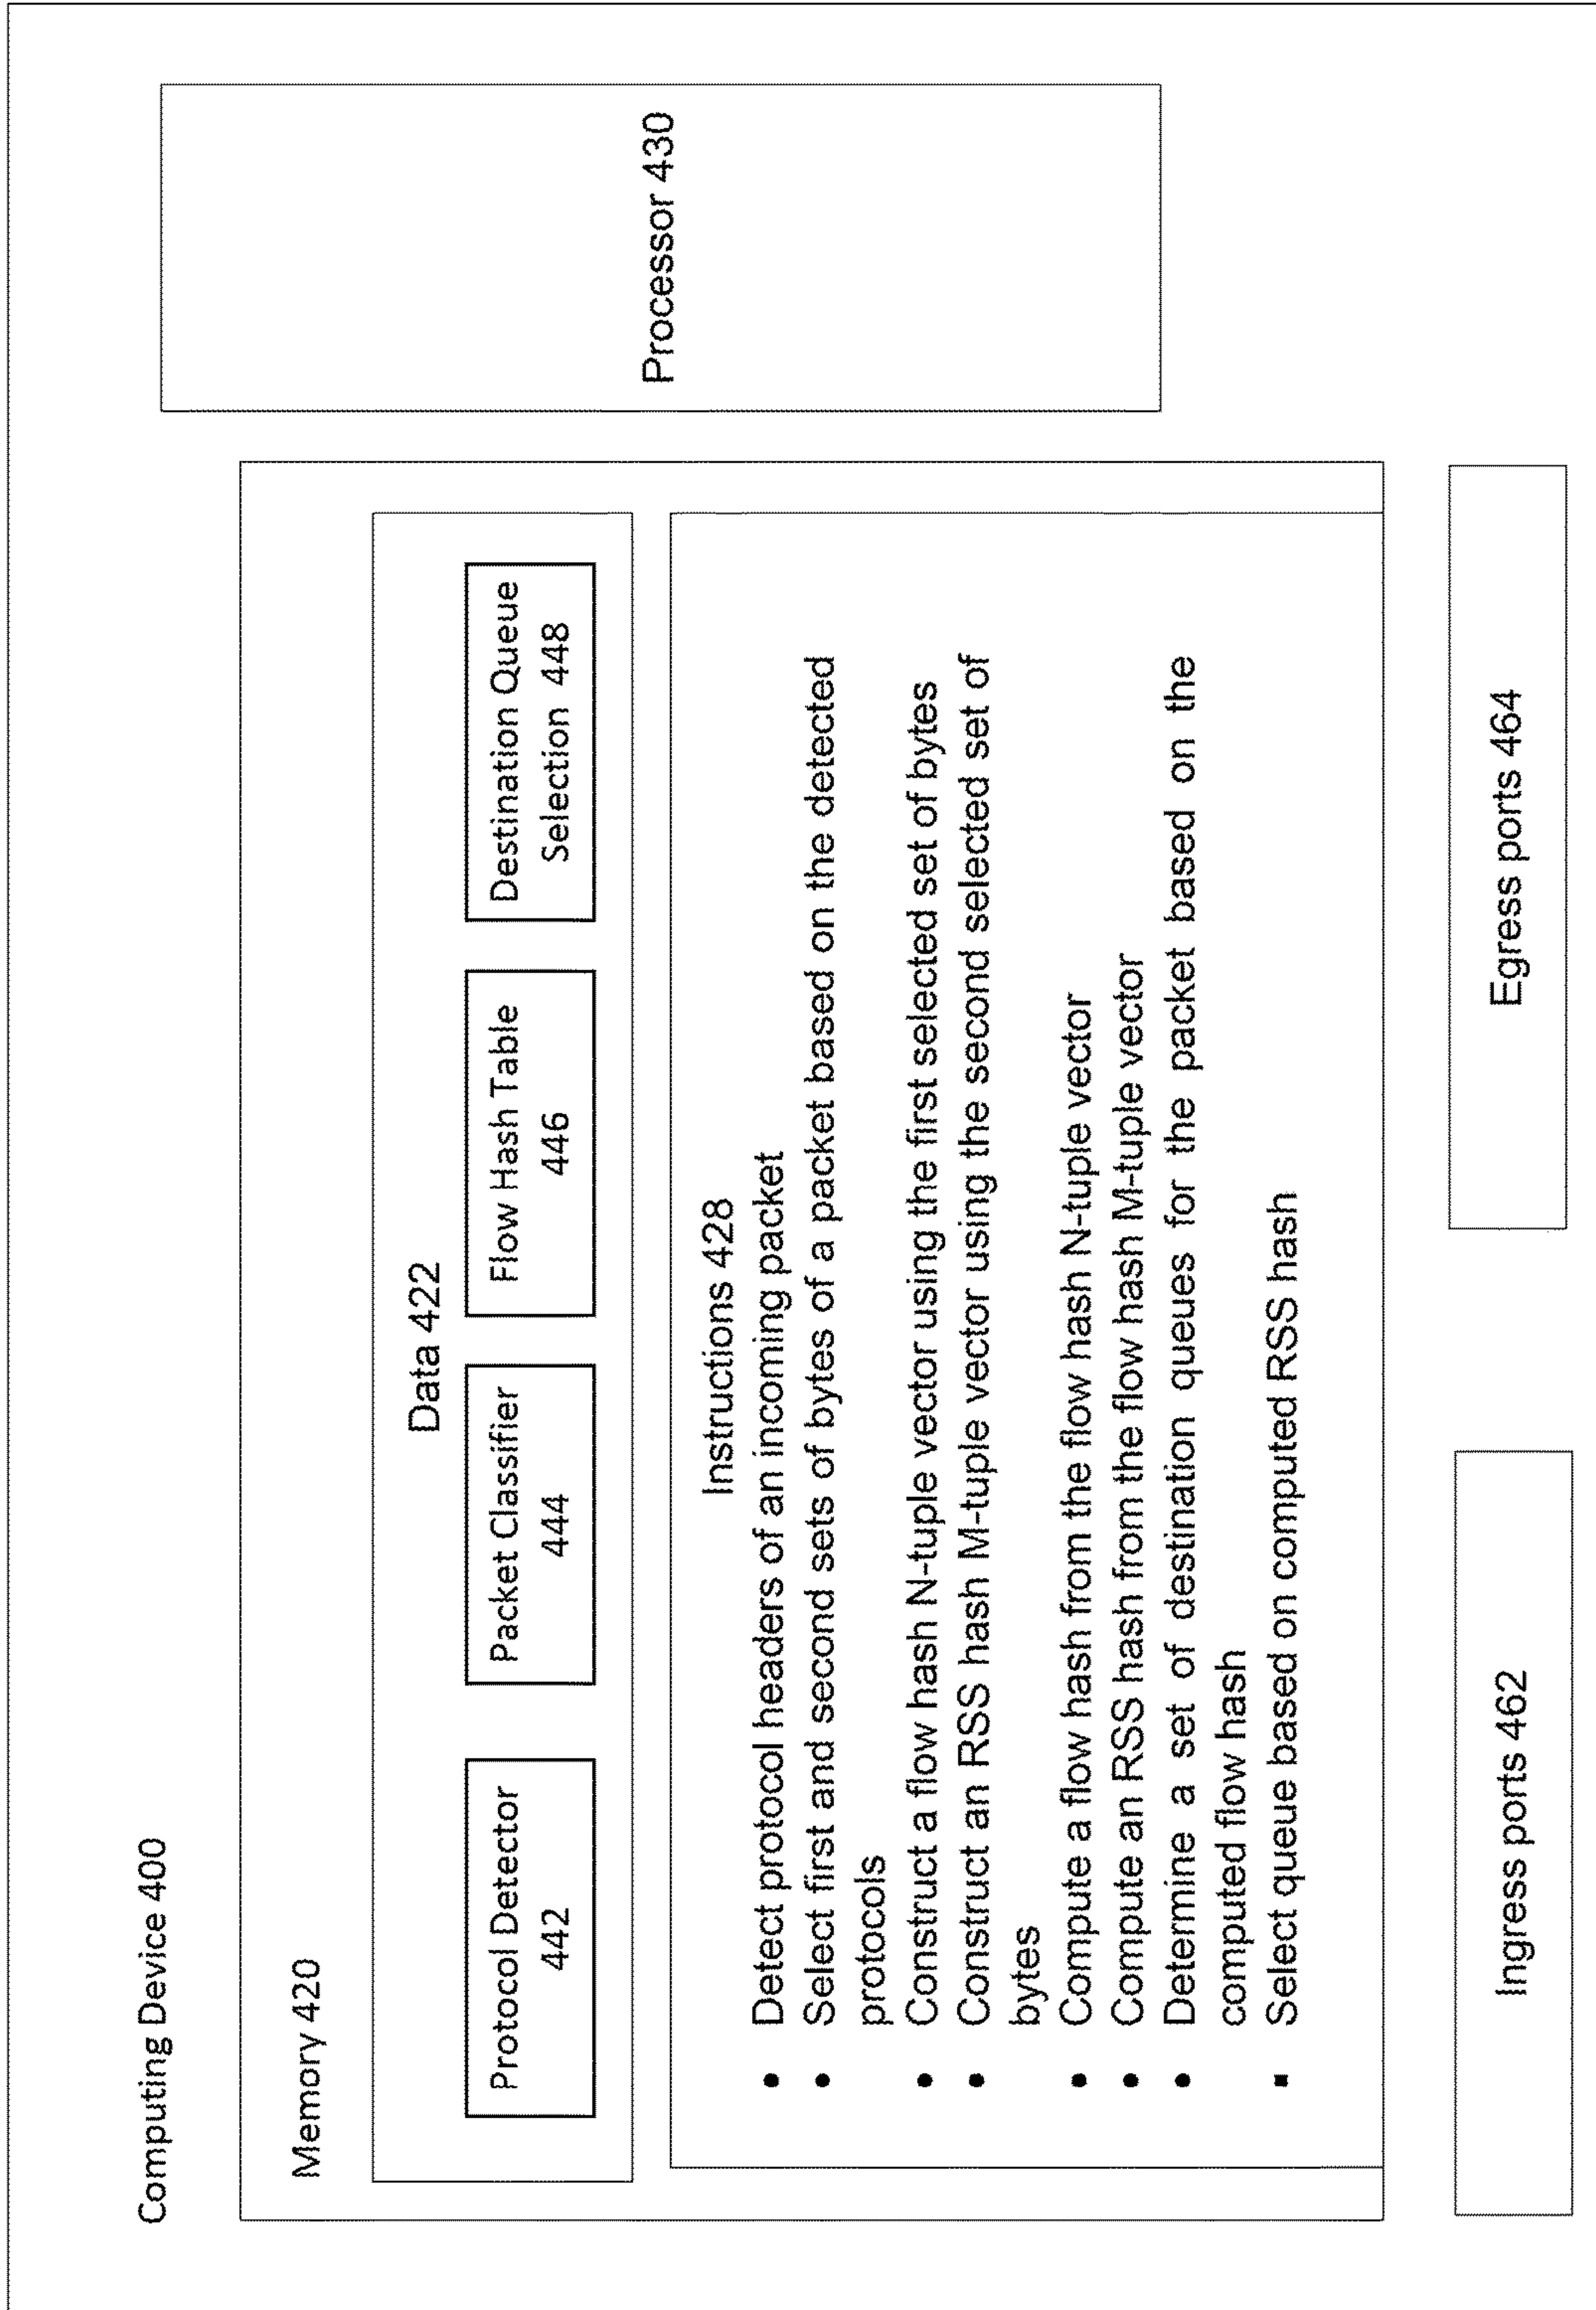 Computing Device 400
Memory 420
Data 422
Protocol Detector
442
Packet Classifier
444
Flow Hash Table
446
Destination Queue
Selection 448
Instructions 428
• Detect protocol headers of an incoming packet
• Select first and second sets of bytes of a packet based on the detected
protocols
• Construct a flow hash N-tuple vector using the first selected set of bytes
• Construct an RSS hash M-tuple vector using the second selected set of
bytes
• Compute a flow hash from the flow hash N-tuple vector
• Compute an RSS hash from the flow hash M-tuple vector
• Determine a set of destination queues for the packet based on the
computed flow hash
▪ Select queue based on computed RSS hash
Processor 430
Ingress ports 462
Egress ports 464